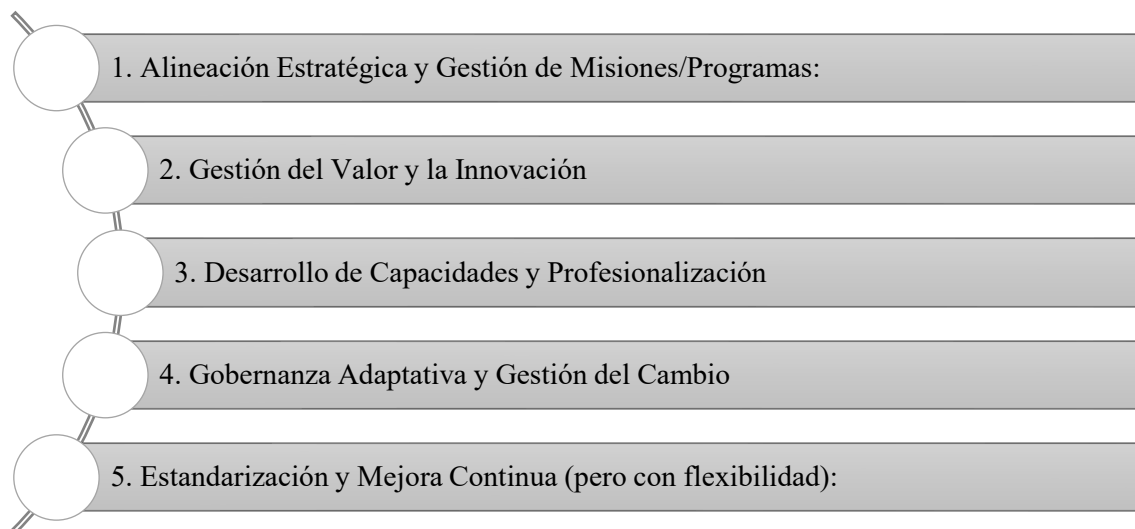 1. Alineación Estratégica y Gestión de Misiones/Programas:
2. Gestión del Valor y la Innovación
3. Desarrollo de Capacidades y Profesionalización
4. Gobernanza Adaptativa y Gestión del Cambio
5. Estandarización y Mejora Continua (pero con flexibilidad):